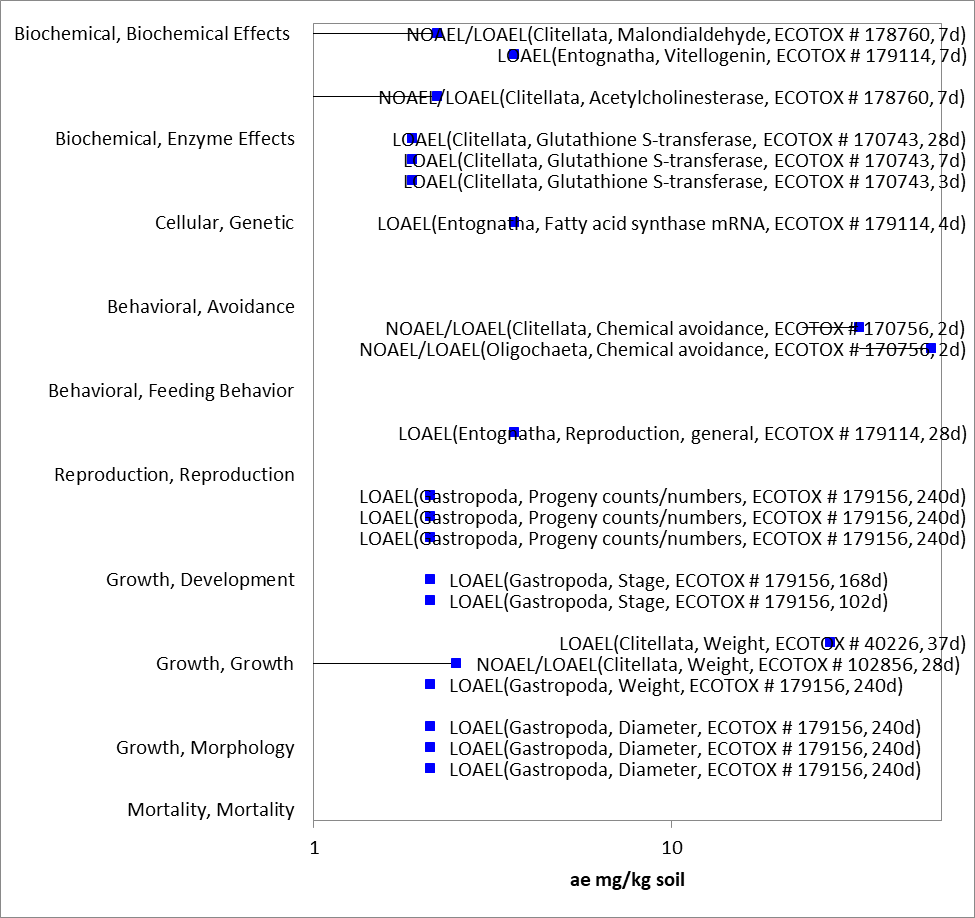 Biochemical, Biochemical Effects NOAEL/LOAEL(Clitellata, Malondialdehyde, ECOTOX # 178760, 7d)
LOAEL(Entognatha, Vitellogenin, ECOTOX # 179114, 7d)
NOAEL/LOAEL(Clitellata, Acetylcholinesterase, ECOTOX # 178760, 7d)
Biochemical, Enzyme Effects LOAEL(Clitellata, Glutathione S-transferase, ECOTOX # 170743, 28d)
LOAEL(Clitellata, Glutathione S-transferase, ECOTOX # 170743, 7d)
LOAEL(Clitellata, Glutathione S-transferase, ECOTOX # 170743, 3d)
Cellular, Genetic LOAEL(Entognatha, Fatty acid synthase mRNA, ECOTOX # 179114, 4d)
Behavioral, Avoidance
NOAEL/LOAEL(Clitellata, Chemical avoidance, ECOTOX # 170756, 2d)
NOAEL/LOAEL(Oligochaeta, Chemical avoidance, ECOTOX # 170756, 2d)
Behavioral, Feeding Behavior
LOAEL(Entognatha, Reproduction, general, ECOTOX # 179114, 28d)
Reproduction, Reproduction
LOAEL(Gastropoda, Progeny counts/numbers, ECOTOX # 179156, 240d)
LOAEL(Gastropoda, Progeny counts/numbers, ECOTOX # 179156, 240d)
LOAEL(Gastropoda, Progeny counts/numbers, ECOTOX # 179156, 240d)
Growth, Development LOAEL(Gastropoda, Stage, ECOTOX # 179156, 168d)
LOAEL(Gastropoda, Stage, ECOTOX # 179156, 102d)
LOAEL(Clitellata, Weight, ECOTOX # 40226, 37d)
Growth, Growth NOAEL/LOAEL(Clitellata, Weight, ECOTOX # 102856, 28d)
LOAEL(Gastropoda, Weight, ECOTOX # 179156, 240d)
LOAEL(Gastropoda, Diameter, ECOTOX # 179156, 240d)
Growth, Morphology LOAEL(Gastropoda, Diameter, ECOTOX # 179156, 240d)
LOAEL(Gastropoda, Diameter, ECOTOX # 179156, 240d)
Mortality, Mortality
1 10
ae mg/kg soil